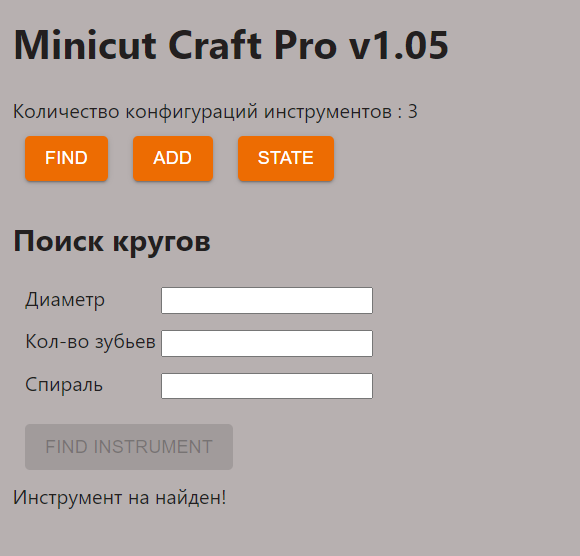 Minicut Craft Pro v1.05
Количество конфигураций инструментов : 3
FIND ADD STATE
Поиск кругов
Диаметр
Кол-во зубьев
Спираль
FIND INSTRUMENT
Инструмент на найден!